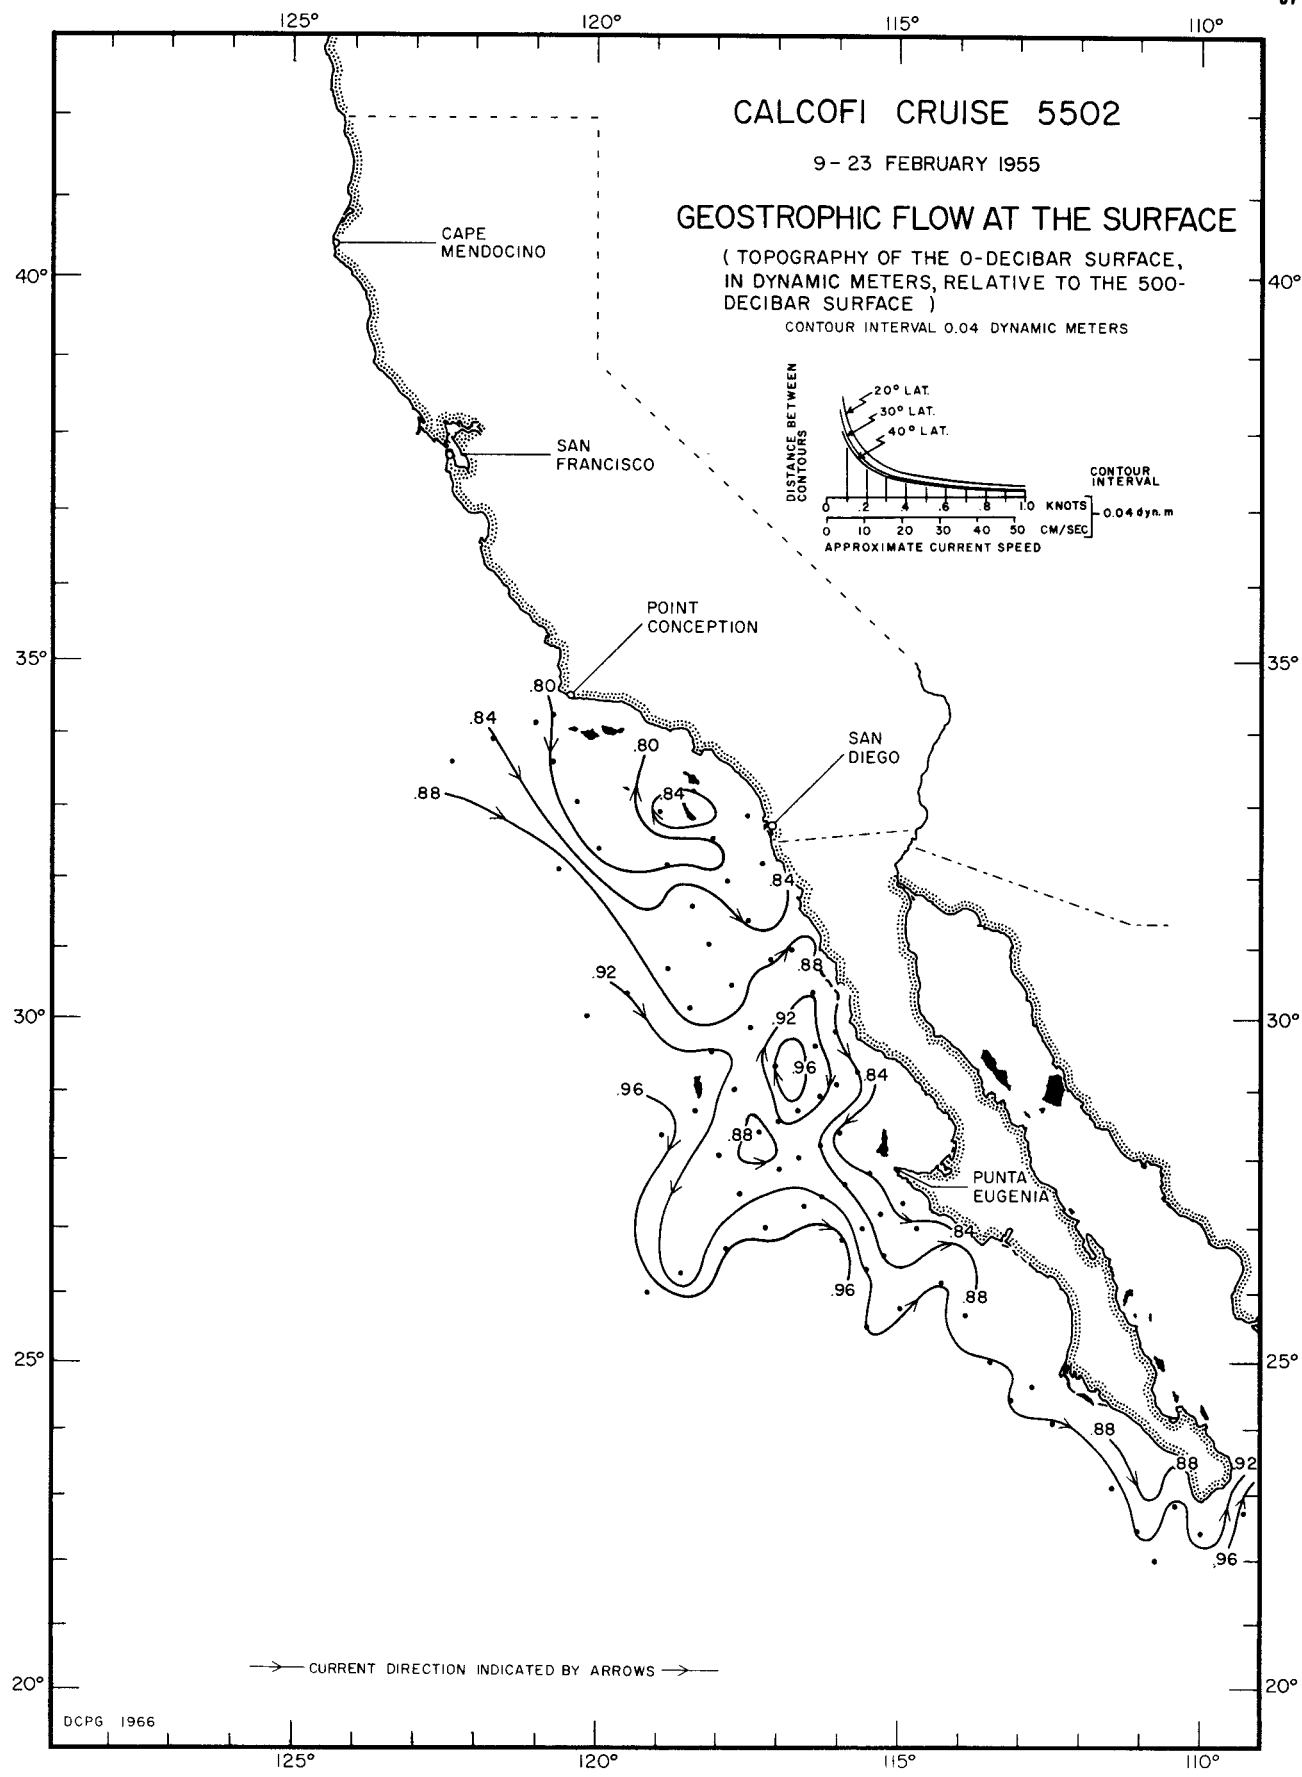 125° 120° 115° 110°
CALCOFI CRUISE 5502
9-23 FEBRUARY 1955
GEOSTROPHIC FLOW AT THE SURFACE
( TOPOGRAPHY OF THE 0-DECIBAR SURFACE,
IN DYNAMIC METERS, RELATIVE TO THE 500-
DECIBAR SURFACE )
CONTOUR INTERVAL 0.04 DYNAMIC METERS
DISTANCE BETWEEN
CONTOURS
20° LAT.
30° LAT.
40° LAT.
CONTOUR
INTERVAL
0 .2 .4 .6 .8 1.0 KNOTS
0.04 dyn. m
0 10 20 30 40 50 CM/SEC
APPROXIMATE CURRENT SPEED
CAPE
MENDOCINO
40° 40°
SAN
FRANCISCO
POINT
CONCEPTION
35° 35°
.80
.84
.80
SAN
DIEGO
.88
.84
.84
.92
.88
30° 30°
.92
.96
.84
.96
.88
PUNTA
EUGENIA
.84
.96
.88
25° 25°
.88
.88
.92
.96
CURRENT DIRECTION INDICATED BY ARROWS
20° 20°
DCPG 1966
125° 120° 115° 110°